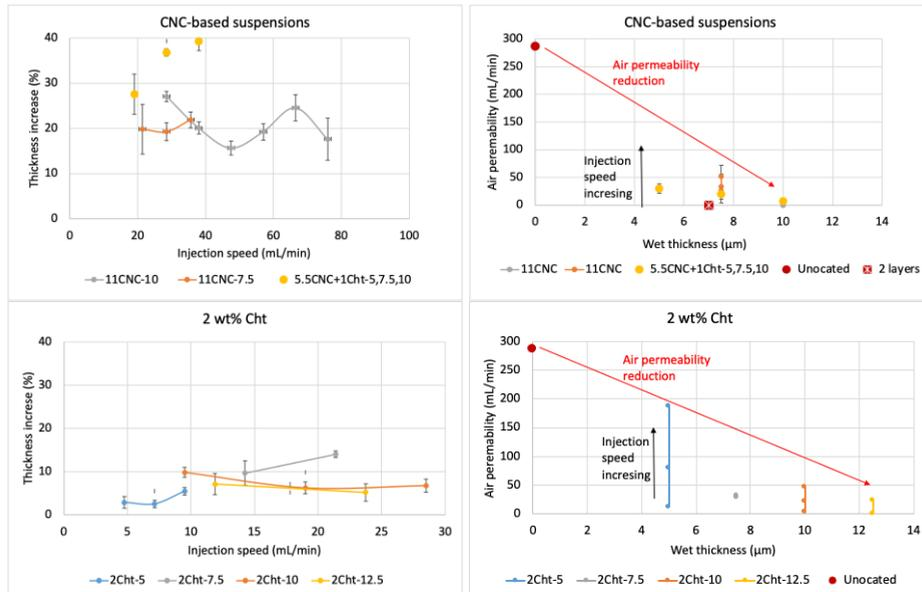 CNC-based suspensions
Thickness increase (%)
40
30
20
10
0
0 20 40 60 80 100
Injection speed (mL/min)
11CNC-10 11CNC-7.5 5.5CNC+1Cht-5,7.5,10
CNC-based suspensions
Air peremability (mL/min)
300
250
200
150
100
50
0
Air permeability
reduction
Injection
speed
incresing
0 2 4 6 8 10 12 14
Wet thickness (µm)
11CNC 11CNC 5.5CNC+1Cht-5,7.5,10 Unocated 2 layers
2 wt% Cht
Thickness increse (%)
40
30
20
10
0
0 5 10 15 20 25 30
Injection speed (mL/min)
2Cht-5 2Cht-7.5 2Cht-10 2Cht-12.5
2 wt% Cht
Air peremability (mL/min)
300
250
200
150
100
50
0
Air permeability
reduction
Injection
speed
incresing
0 2 4 6 8 10 12 14
Wet thickness (µm)
2Cht-5 2Cht-7.5 2Cht-10 2Cht-12.5 Unocated